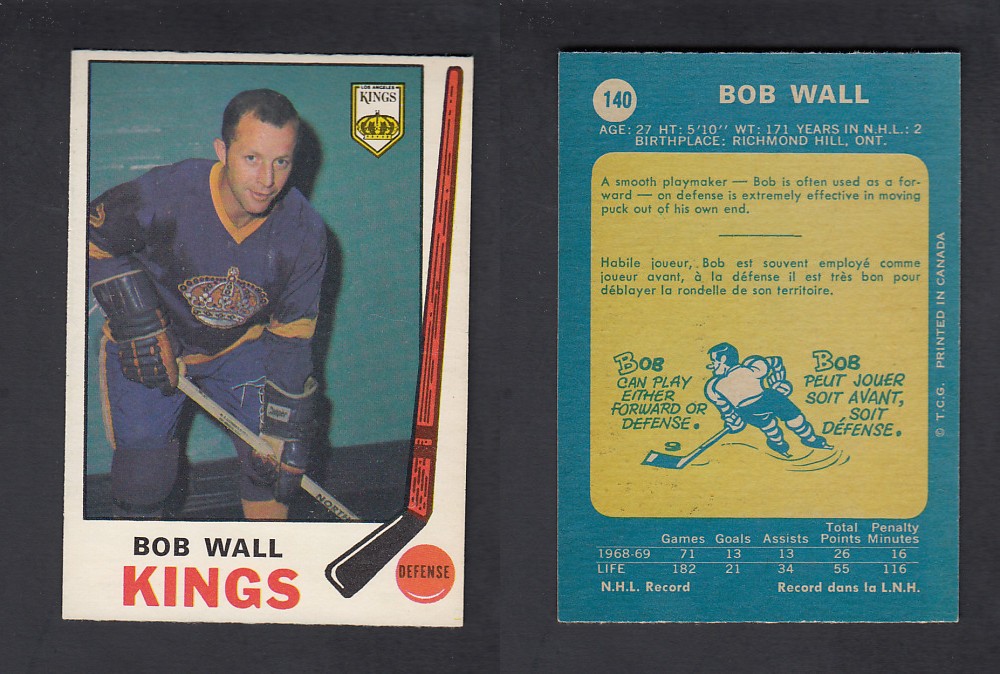 LOS ANGELES
KINGS
NORTH
BOB WALL
KINGS
DEFENSE
140
BOB WALL
AGE: 27 HT: 5'10" WT: 171 YEARS IN N.H.L.: 2
BIRTHPLACE: RICHMOND HILL, ONT.
A smooth playmaker — Bob is often used as a for-
ward — on defense is extremely effective in moving
puck out of his own end.
Habile joueur, Bob est souvent employé comme
joueur avant, à la défense il est très bon pour
déblayer la rondelle de son territoire.
BOB
CAN PLAY
EITHER
FORWARD OR
DEFENSE.
BOB
PEUT JOUER
SOIT AVANT,
SOIT
DÉFENSE.
© T.C.G. PRINTED IN CANADA
Total Penalty
Games Goals Assists Points Minutes
1968-69 71 13 13 26 16
LIFE 182 21 34 55 116
N.H.L. Record Record dans la L.N.H.